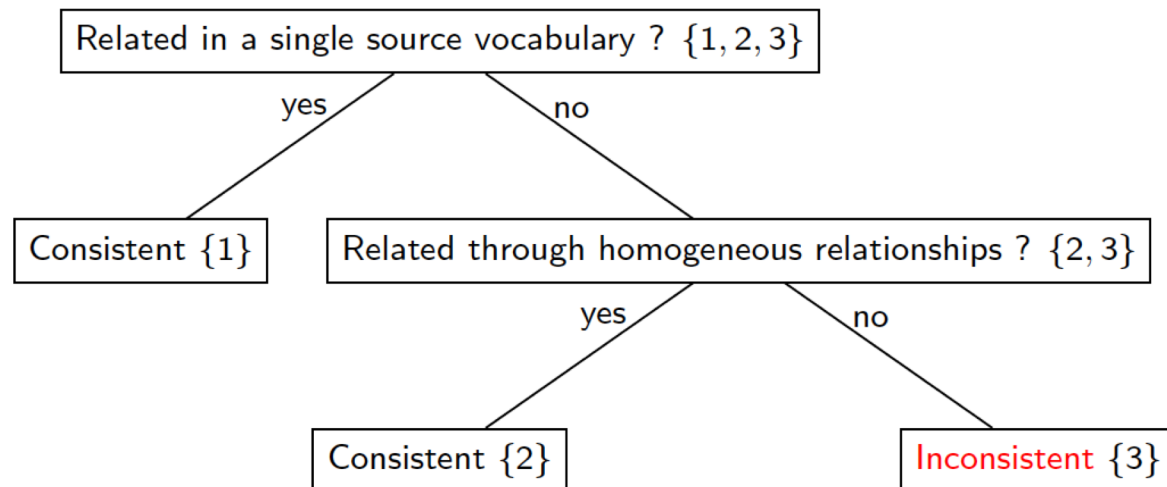 Related in a single source vocabulary ? {1, 2, 3}
yes
no
Consistent {1}
Related through homogeneous relationships ? {2, 3}
yes
no
Consistent {2}
Inconsistent {3}